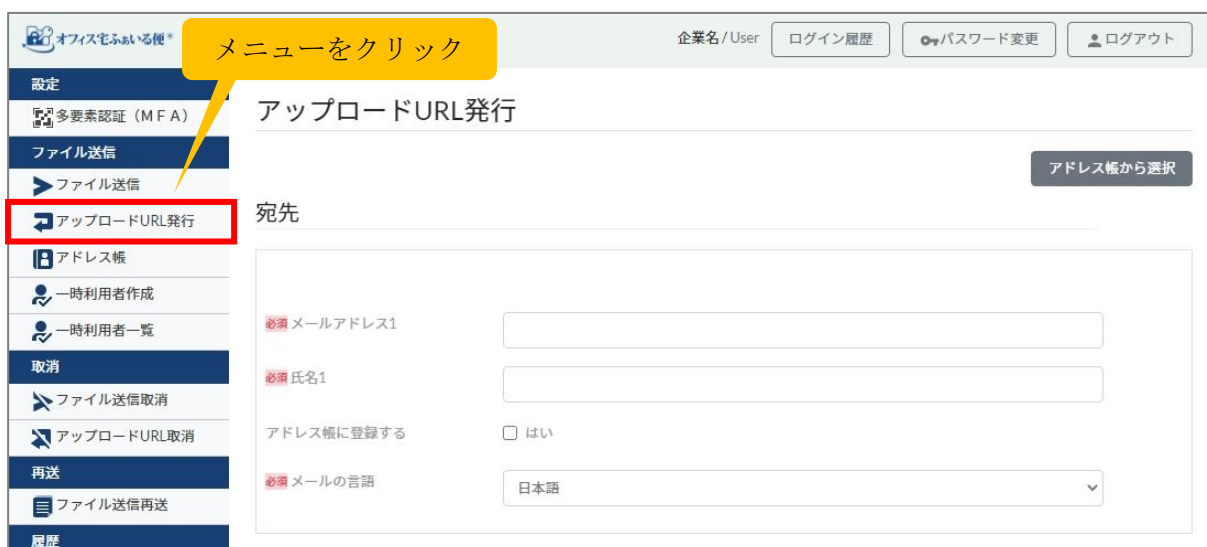 オフィス宅ふぁいる便®
メニューをクリック
企業名/User
ログイン履歴
パスワード変更
ログアウト
設定
多要素認証（MFA）
ファイル送信
ファイル送信
アップロードURL発行
アドレス帳
一時利用者作成
一時利用者一覧
取消
ファイル送信取消
アップロードURL取消
再送
ファイル送信再送
履歴
アップロードURL発行
アドレス帳から選択
宛先
必須 メールアドレス1
必須 氏名1
アドレス帳に登録する
はい
必須 メールの言語
日本語